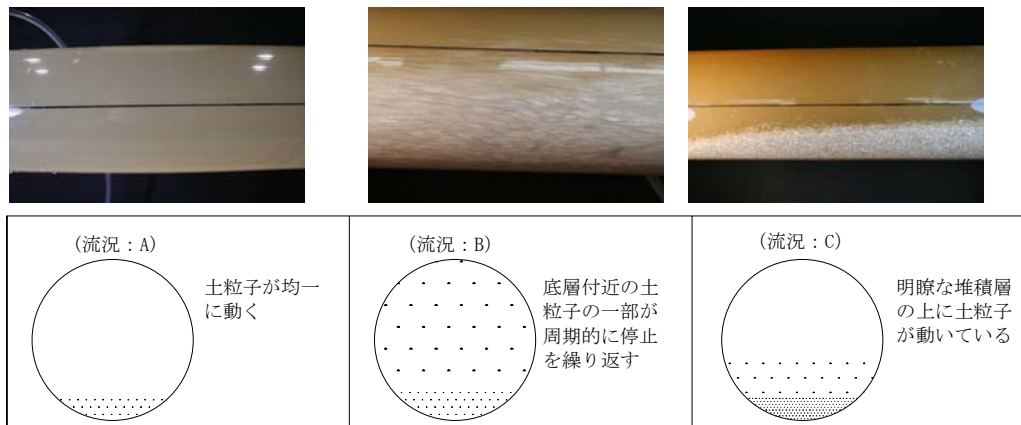 (流況：A)
土粒子が均一
に動く
(流況：B)
底層付近の土
粒子の一部が
周期的に停止
を繰り返す
(流況：C)
明瞭な堆積層
の上に土粒子
が動いている